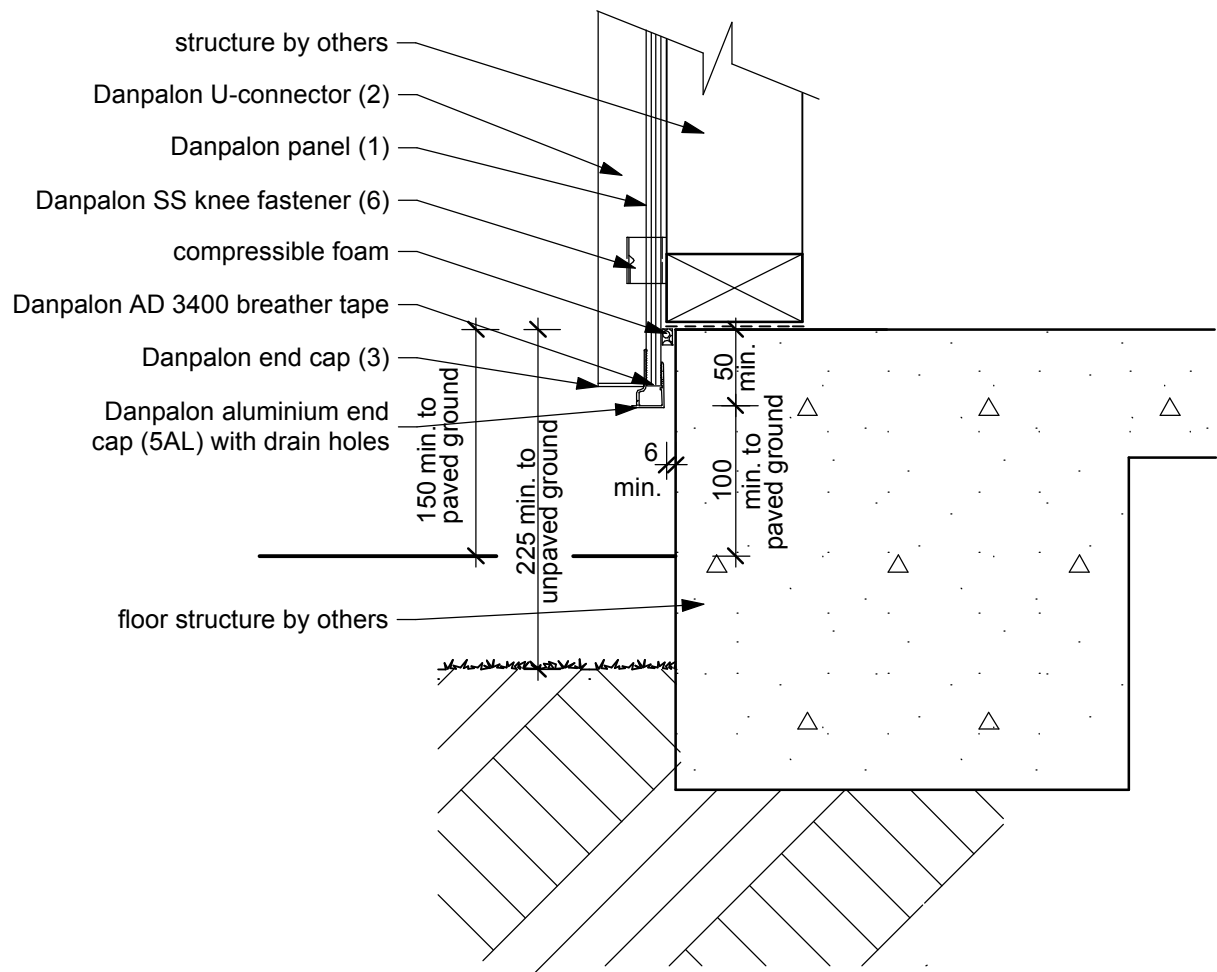 structure by others
Danpalon U-connector (2)
Danpalon panel (1)
Danpalon SS knee fastener (6)
compressible foam
Danpalon AD 3400 breather tape
Danpalon end cap (3)
Danpalon aluminium end
cap (5AL) with drain holes
150 min. to
paved ground
225 min. to
unpaved ground
6
min.
50
min.
100
min. to
paved ground
floor structure by others